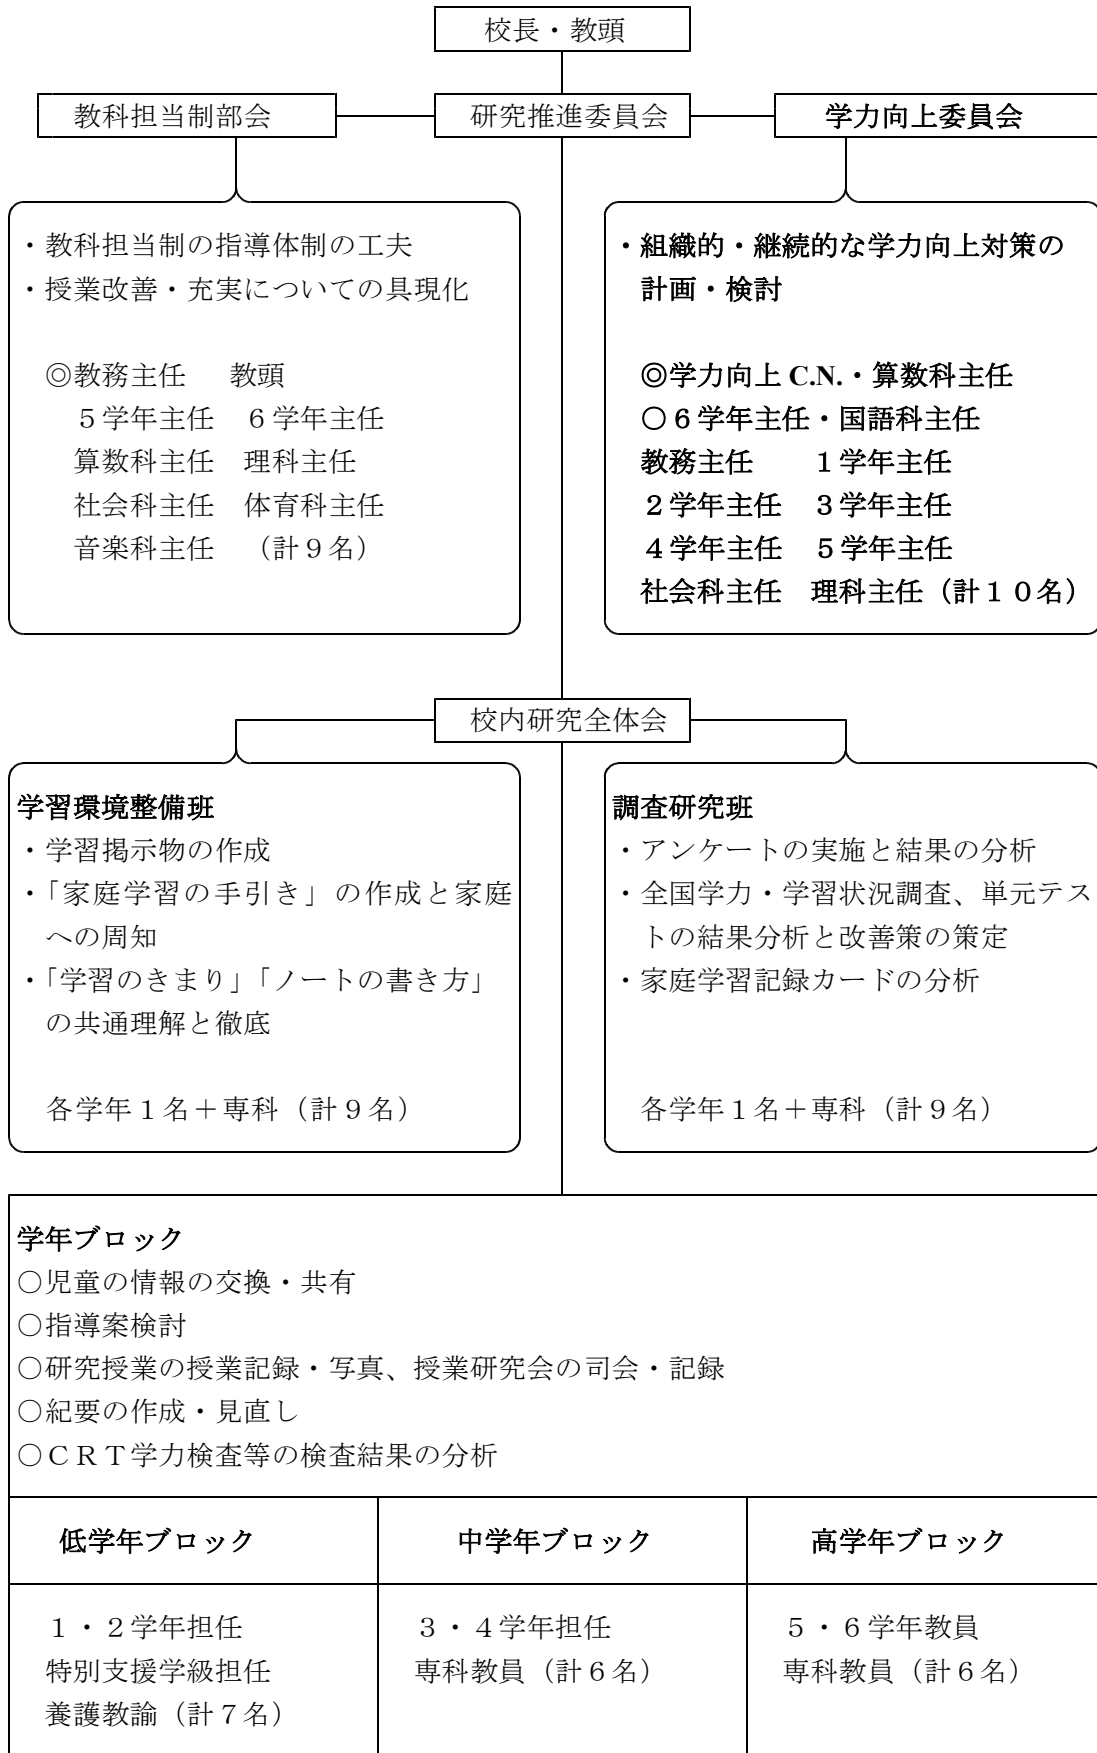 校長・教頭
教科担当制部会
研究推進委員会
学力向上委員会
・教科担当制の指導体制の工夫
・授業改善・充実についての具現化
◎教務主任　教頭
５学年主任　６学年主任
算数科主任　理科主任
社会科主任　体育科主任
音楽科主任　（計９名）
・組織的・継続的な学力向上対策の
計画・検討
◎学力向上 C.N.・算数科主任
○６学年主任・国語科主任
教務主任　１学年主任
２学年主任　３学年主任
４学年主任　５学年主任
社会科主任　理科主任（計１０名）
校内研究全体会
学習環境整備班
・学習掲示物の作成
・「家庭学習の手引き」の作成と家庭
への周知
・「学習のきまり」「ノートの書き方」
の共通理解と徹底
各学年１名＋専科（計９名）
調査研究班
・アンケートの実施と結果の分析
・全国学力・学習状況調査、単元テス
トの結果分析と改善策の策定
・家庭学習記録カードの分析
各学年１名＋専科（計９名）
学年ブロック
○児童の情報の交換・共有
○指導案検討
○研究授業の授業記録・写真、授業研究会の司会・記録
○紀要の作成・見直し
○ＣＲＴ学力検査等の検査結果の分析
低学年ブロック
中学年ブロック
高学年ブロック
１・２学年担任
特別支援学級担任
養護教諭（計７名）
３・４学年担任
専科教員（計６名）
５・６学年教員
専科教員（計６名）